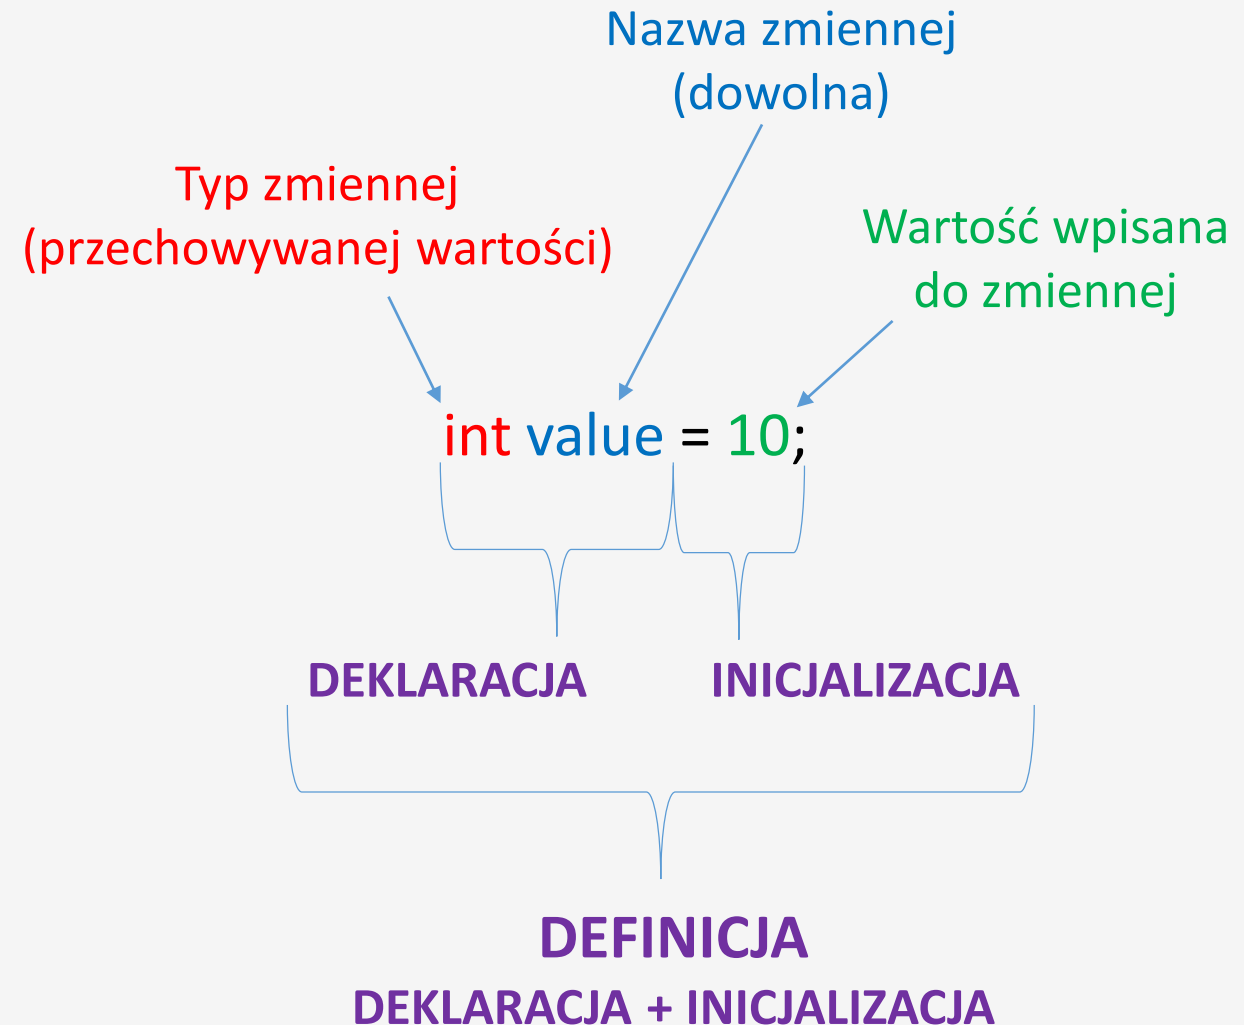 Nazwa zmiennej
(dowolna)
Typ zmiennej
(przechowywanej wartości)
Wartość wpisana
do zmiennej
int value = 10;
DEKLARACJA
INICJALIZACJA
DEFINICJA
DEKLARACJA + INICJALIZACJA